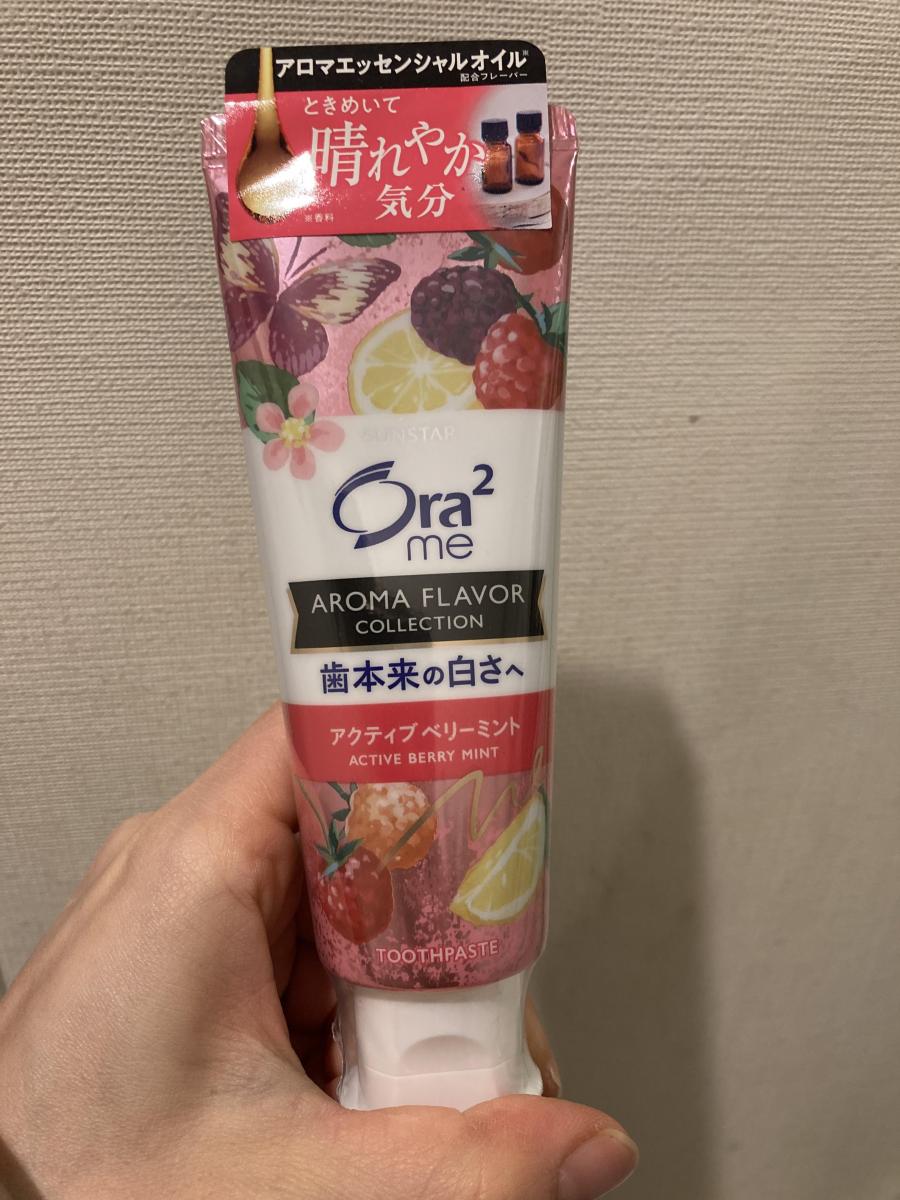 アロマエッセンシャルオイル※
配合フレーバー
ときめいて
晴れやか
気分
※香料
SUNSTAR
Ora²
me
AROMA FLAVOR
COLLECTION
歯本来の白さへ
アクティブ ベリーミント
ACTIVE BERRY MINT
TOOTHPASTE